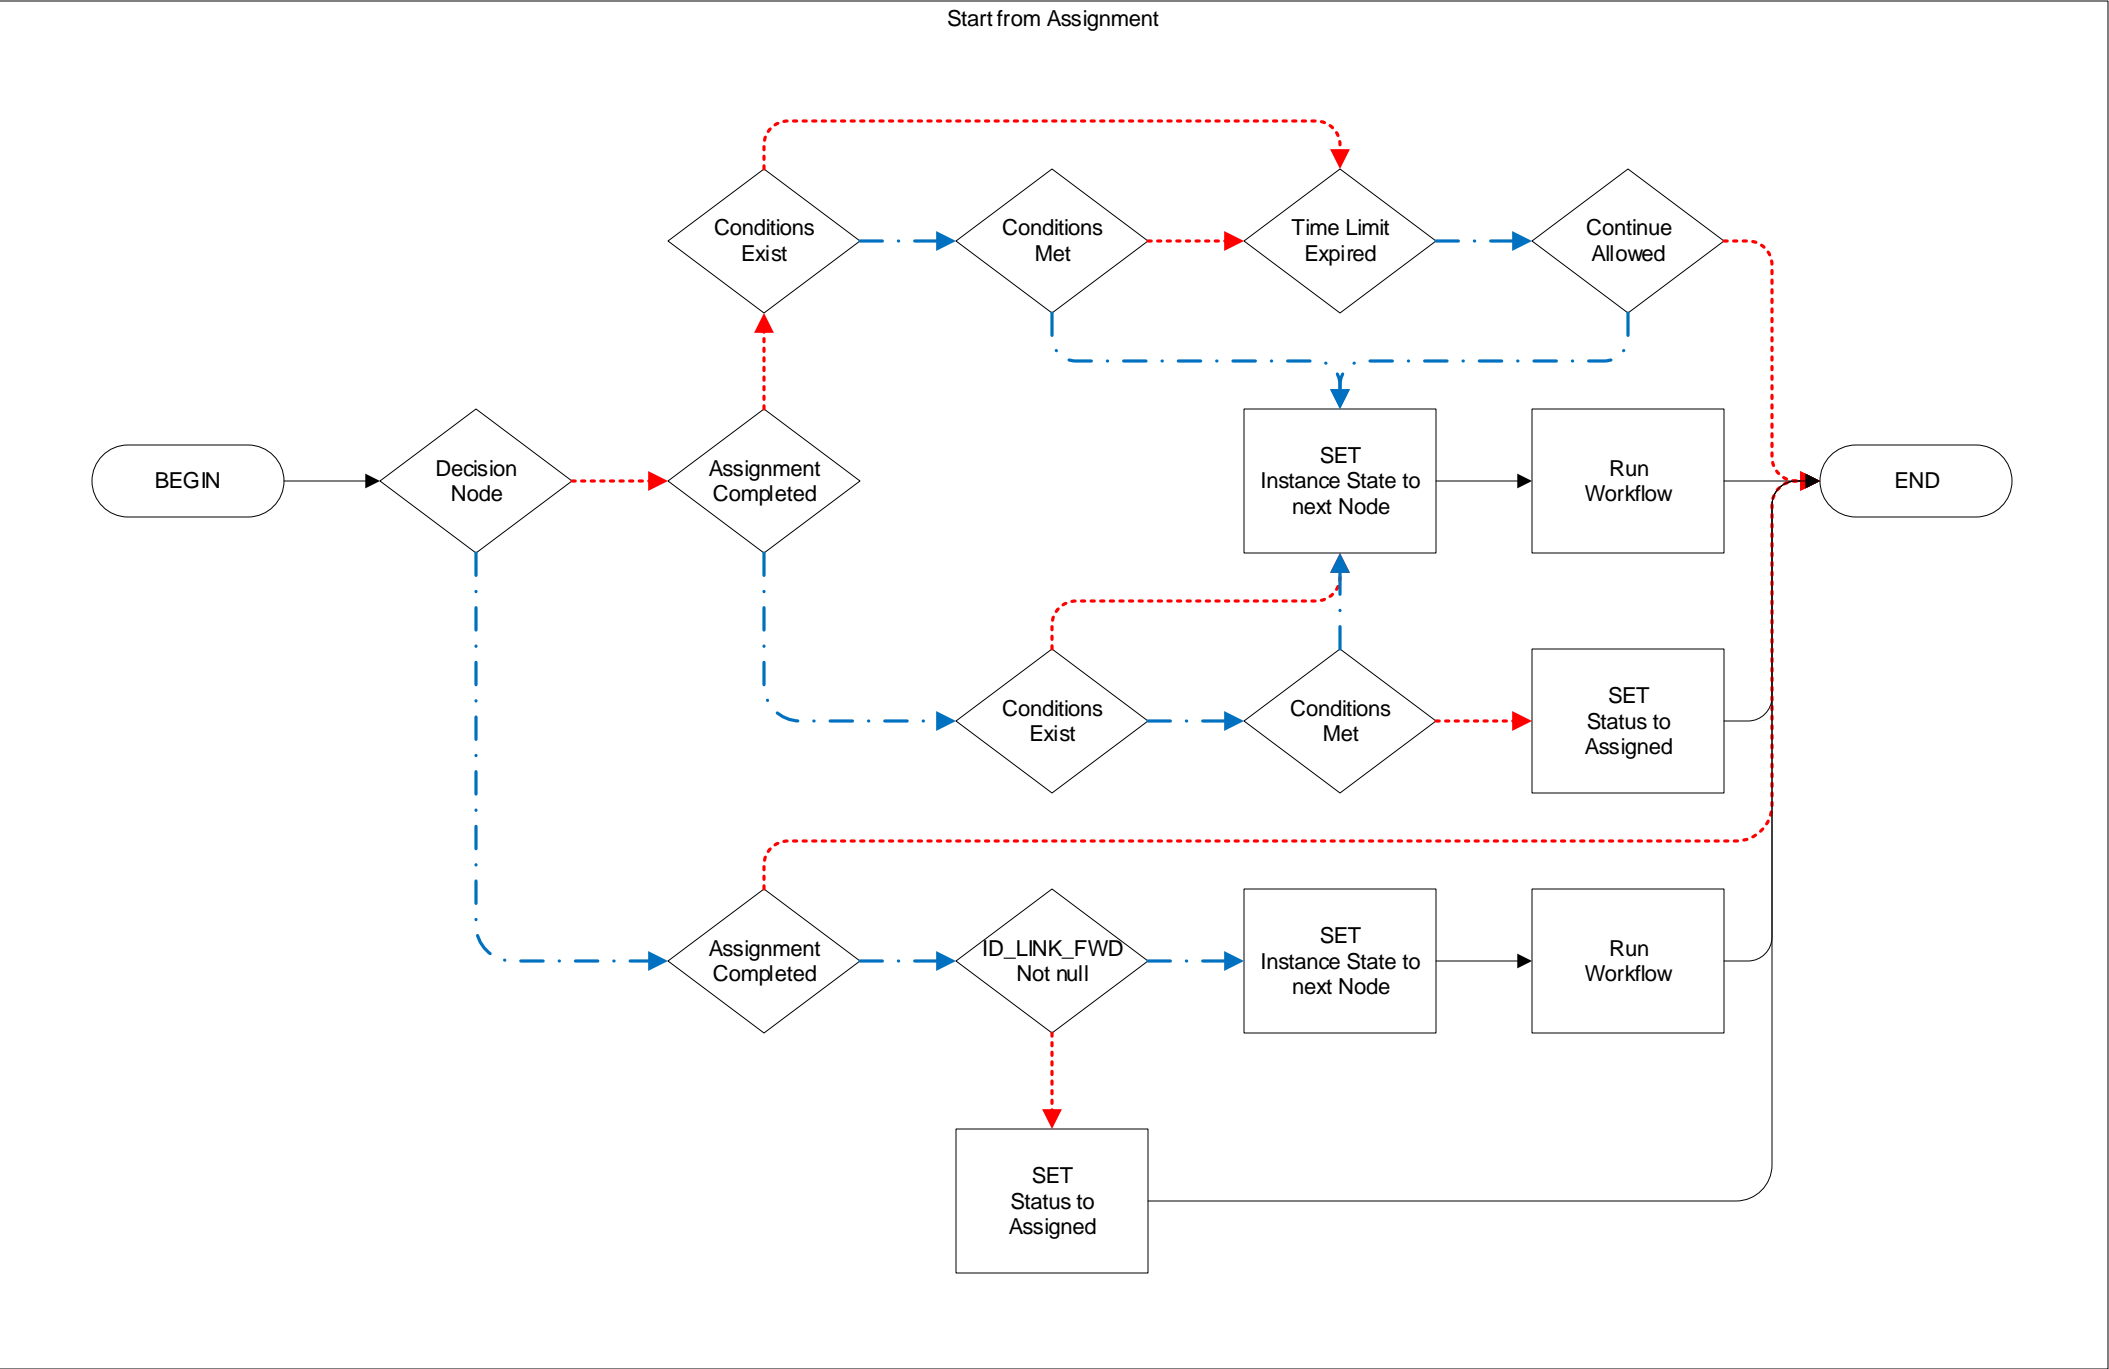 Start from Assignment
Conditions
Exist
Conditions
Met
Time Limit
Expired
Continue
Allowed
BEGIN
Decision
Node
Assignment
Completed
SET
Instance State to
next Node
Run
Workflow
END
Conditions
Exist
Conditions
Met
SET
Status to
Assigned
Assignment
Completed
ID_LINK_FWD
Not null
SET
Instance State to
next Node
Run
Workflow
SET
Status to
Assigned